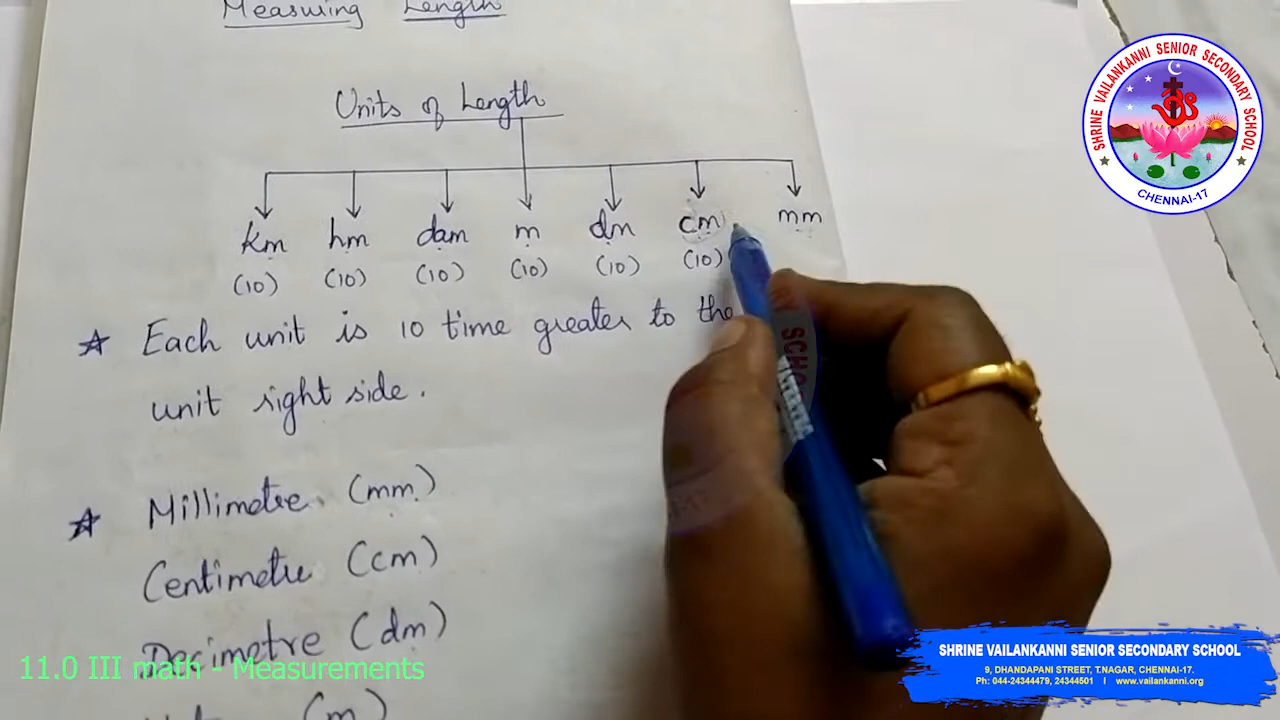 Measuring Length
Units of Length
km hm dam m dm cm mm
(10) (10) (10) (10) (10) (10)
Each unit is 10 time greater to the
unit right side.
Millimetre (mm)
Centimetre (cm)
Decimetre (dm)
(m)
11.0 III math - Measurements
SHRINE VAILANKANNI SENIOR SECONDARY SCHOOL
CHENNAI-17
SHRINE VAILANKANNI SENIOR SECONDARY SCHOOL
9, DHANDAPANI STREET, T.NAGAR, CHENNAI-17.
Ph: 044-24344479, 24344501 I www.vailankanni.org